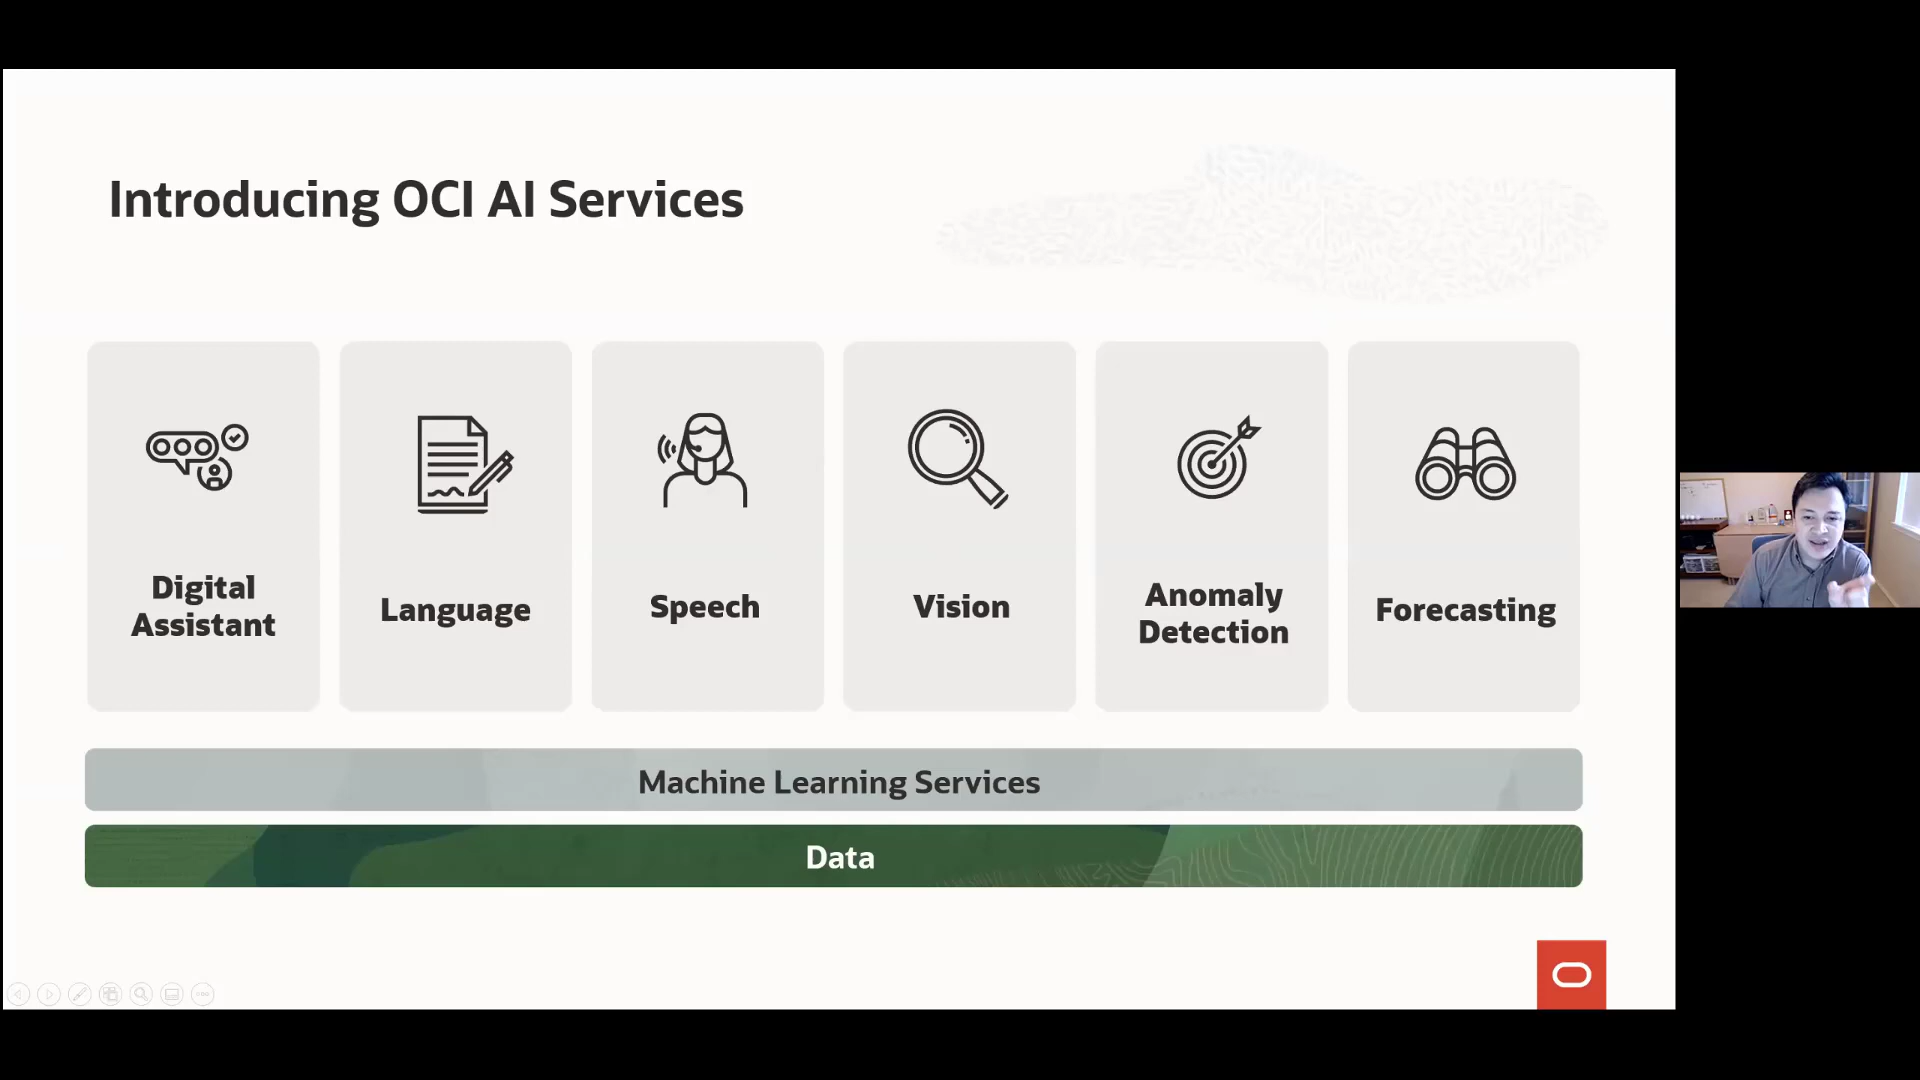 Introducing OCI AI Services
Digital
Assistant
Language
Speech
Vision
Anomaly
Detection
Forecasting
Machine Learning Services
Data